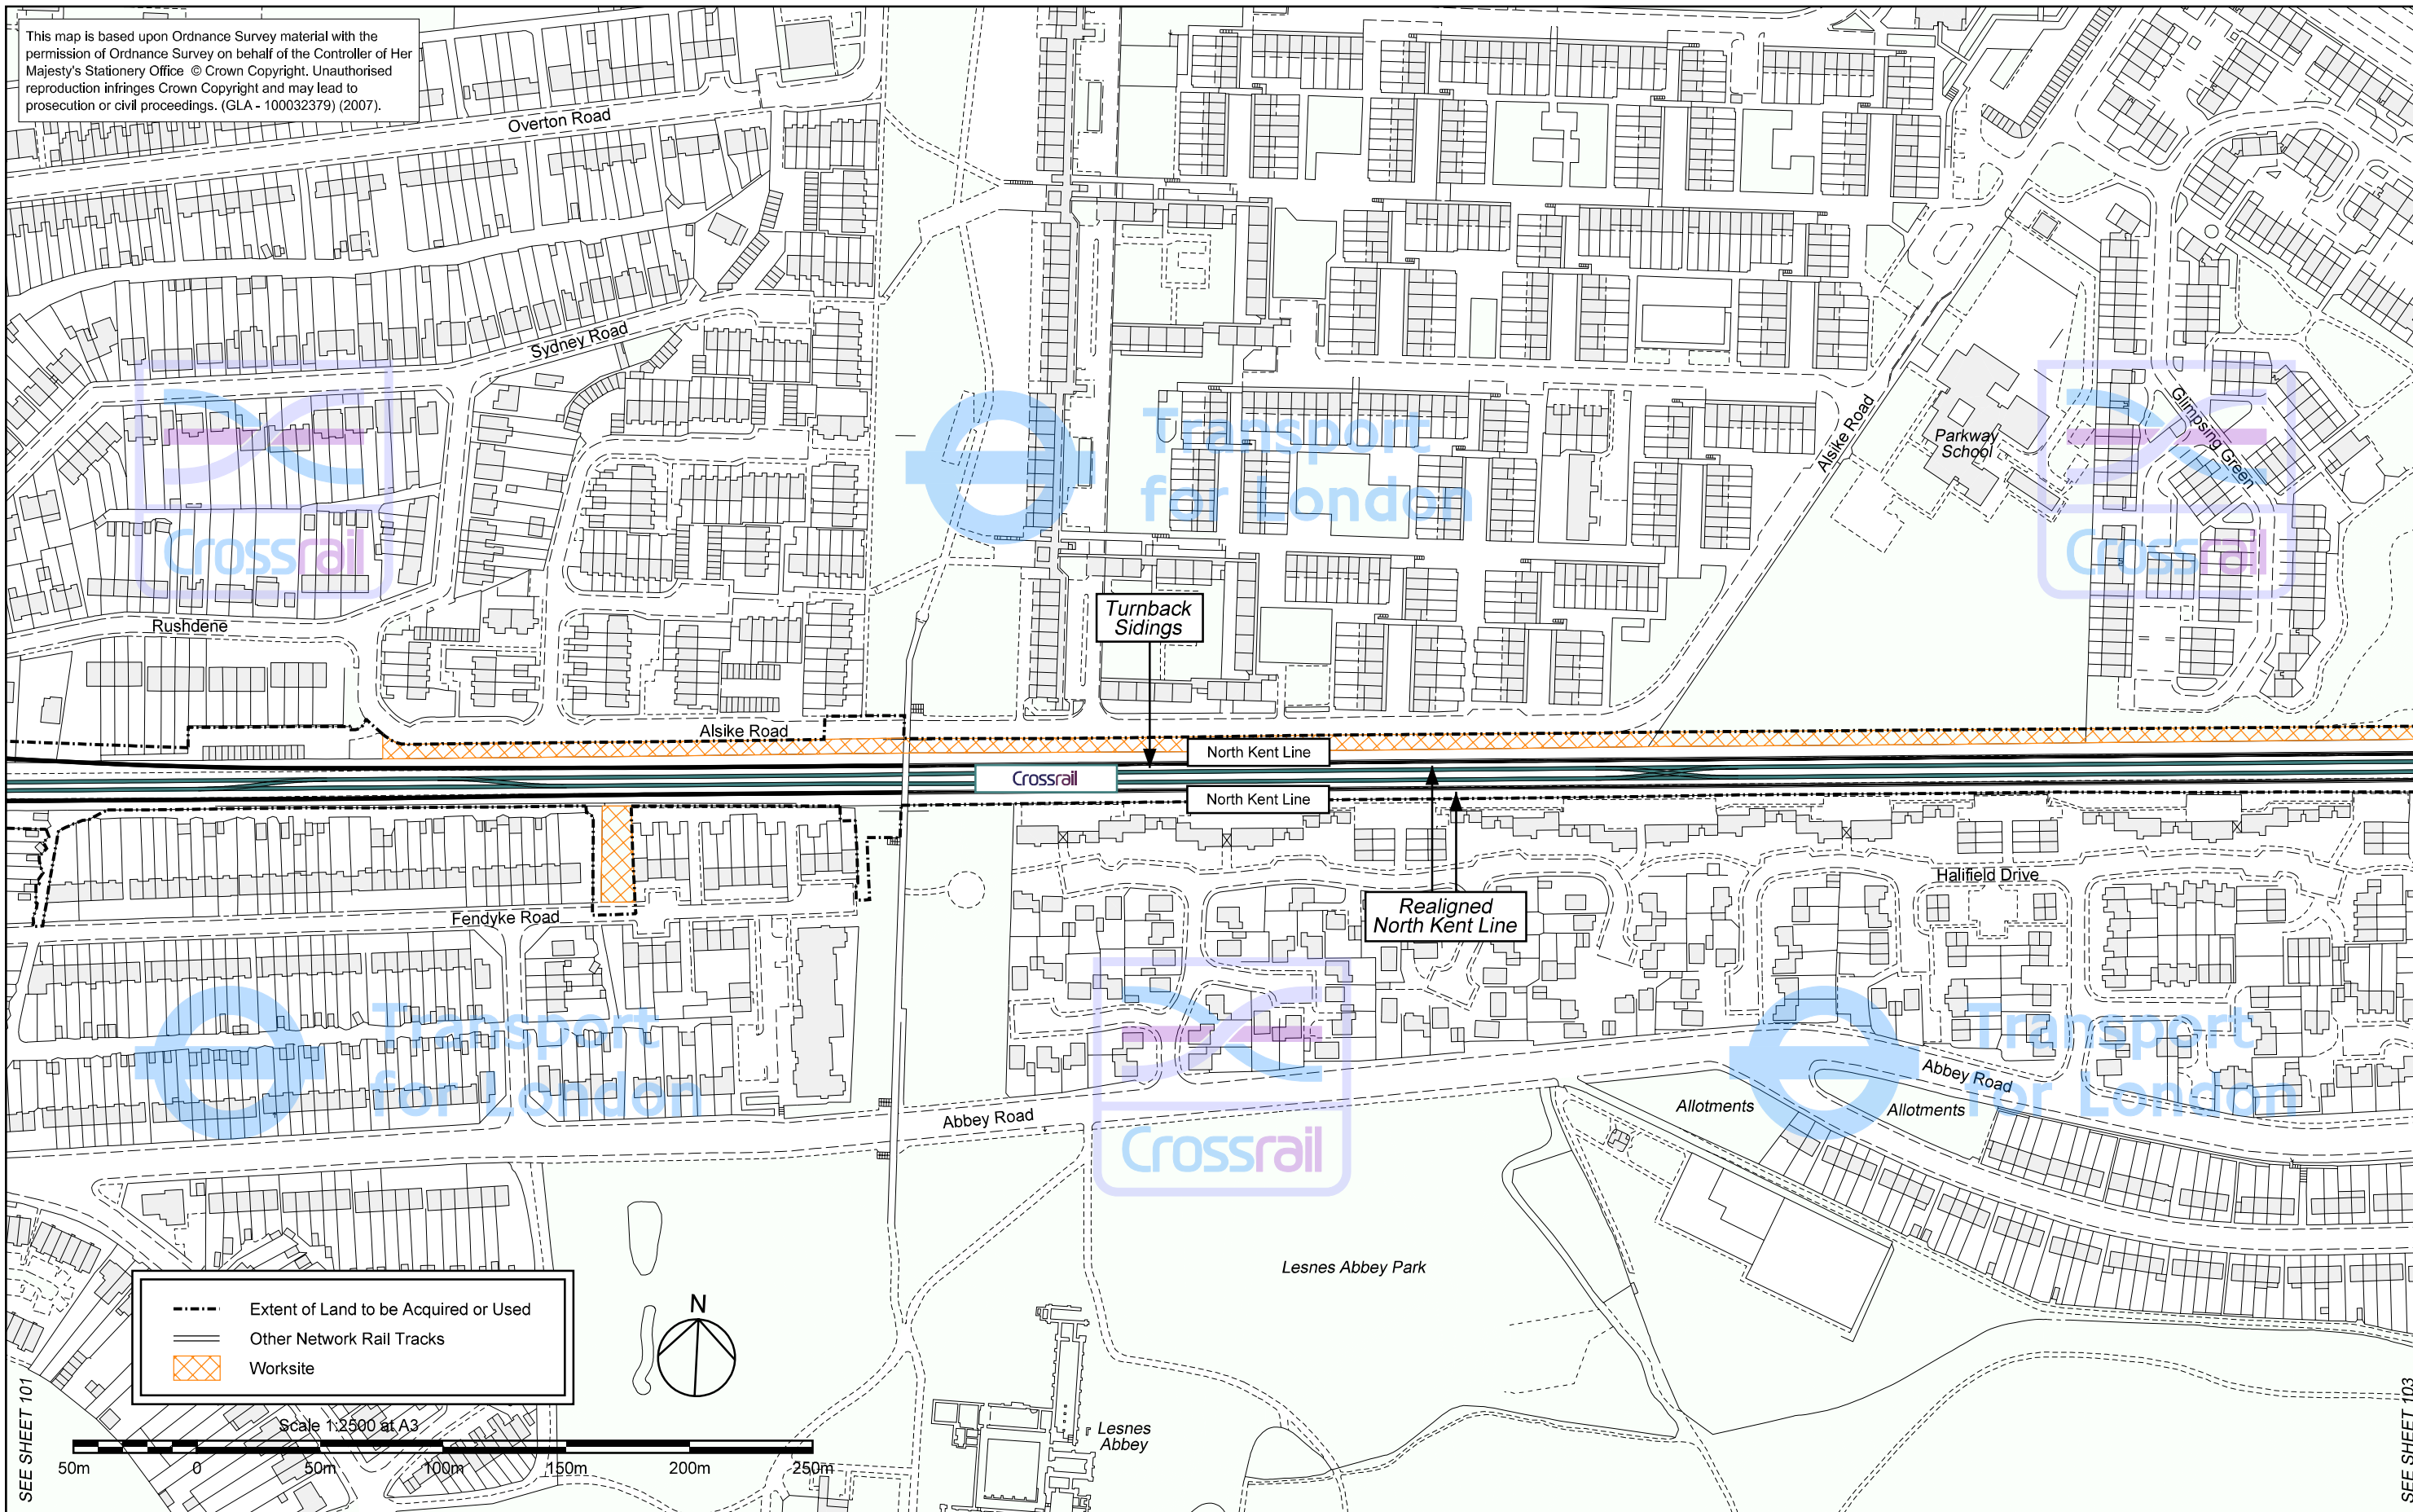 This map is based upon Ordnance Survey material with the
permission of Ordnance Survey on behalf of the Controller of Her
Majesty's Stationery Office © Crown Copyright. Unauthorised
reproduction infringes Crown Copyright and may lead to
prosecution or civil proceedings. (GLA - 100032379) (2007).
Overton Road
Sydney Road
Crossrail
Transport
for London
Alsike Road
Parkway
School
Glimpsing Green
Crossrail
Rushdene
Turnback
Sidings
Alsike Road
North Kent Line
Crossrail
North Kent Line
Fendyke Road
Realigned
North Kent Line
Halifield Drive
Transport
for London
Crossrail
Transport
for London
Abbey Road
Abbey Road
Allotments
Allotments
Lesnes Abbey Park
Extent of Land to be Acquired or Used
Other Network Rail Tracks
Worksite
N
Lesnes
Abbey
Scale 1:2500 at A3
50m 0 50m 100m 150m 200m 250m
SEE SHEET 101
SEE SHEET 103